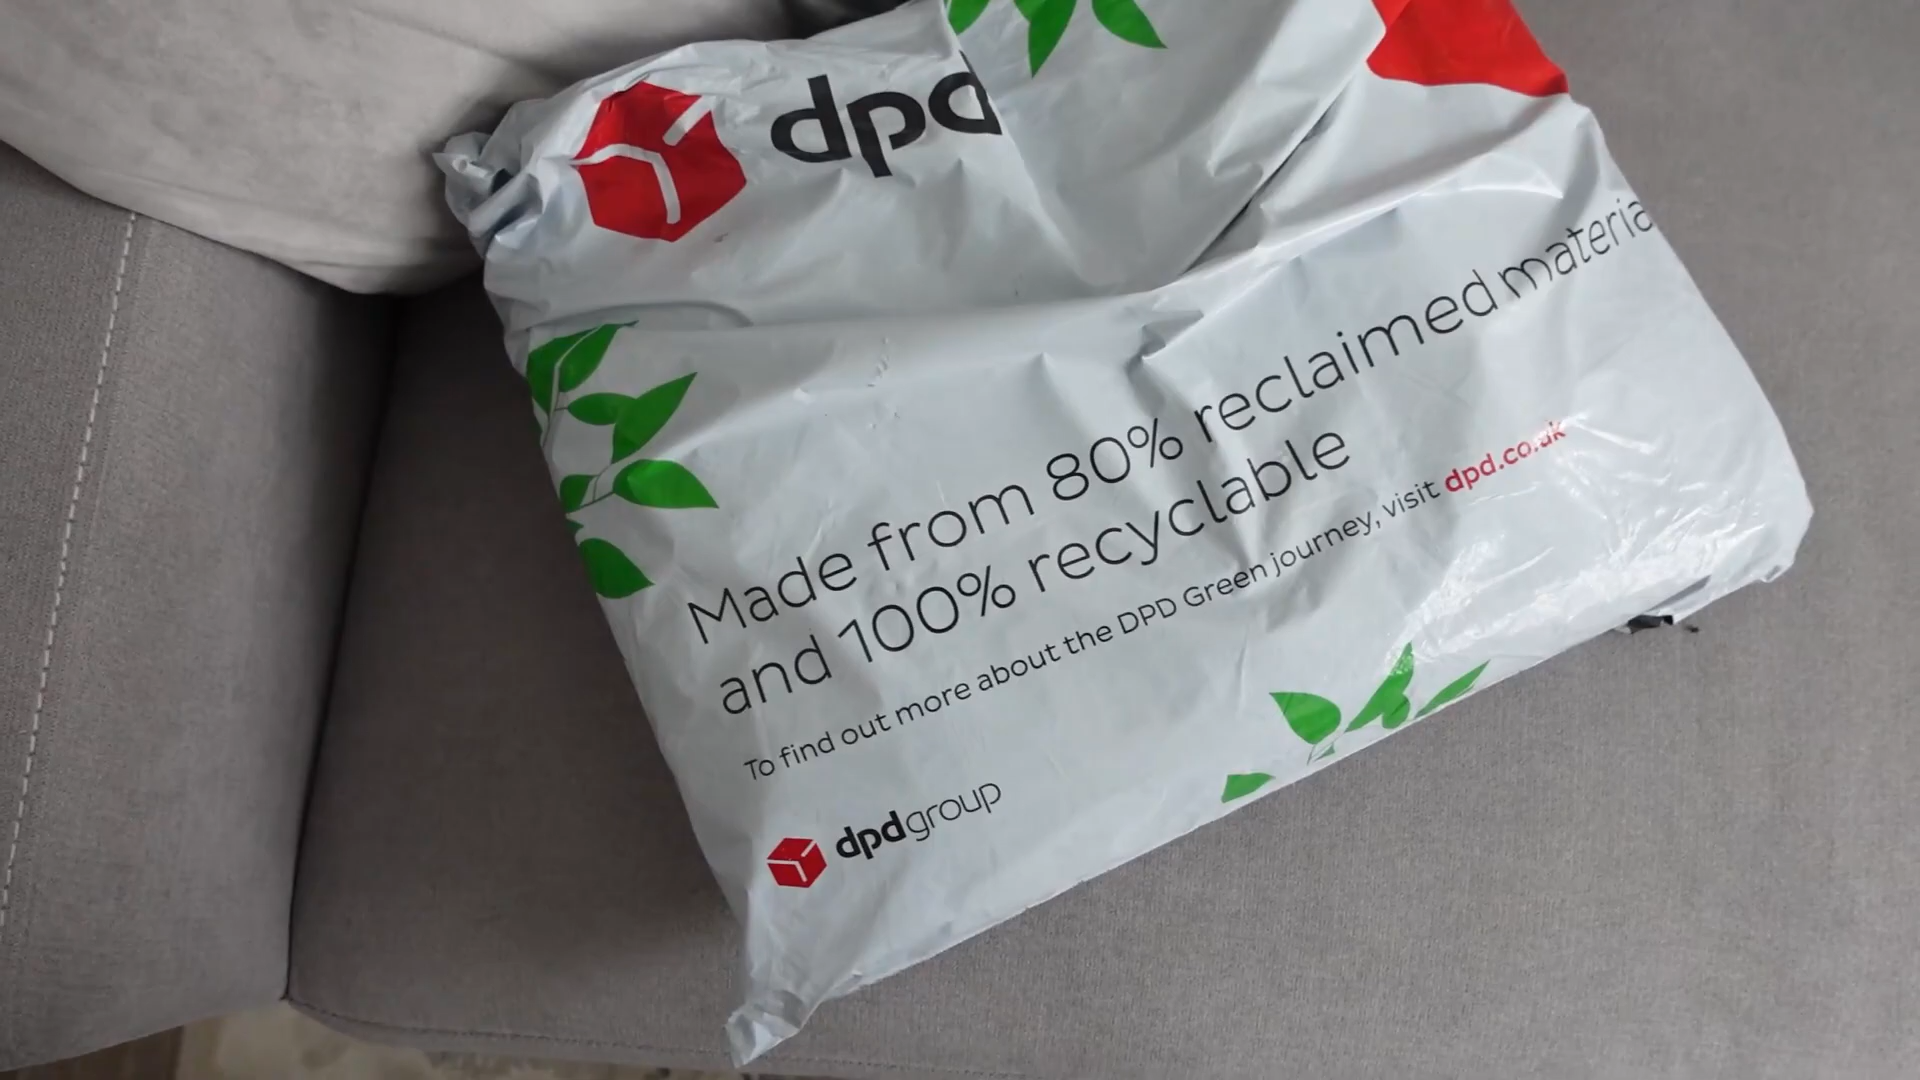 dpd
Made from 80% reclaimed materia
and 100% recyclable
To find out more about the DPD Green journey, visit dpd.co.uk
dpdgroup